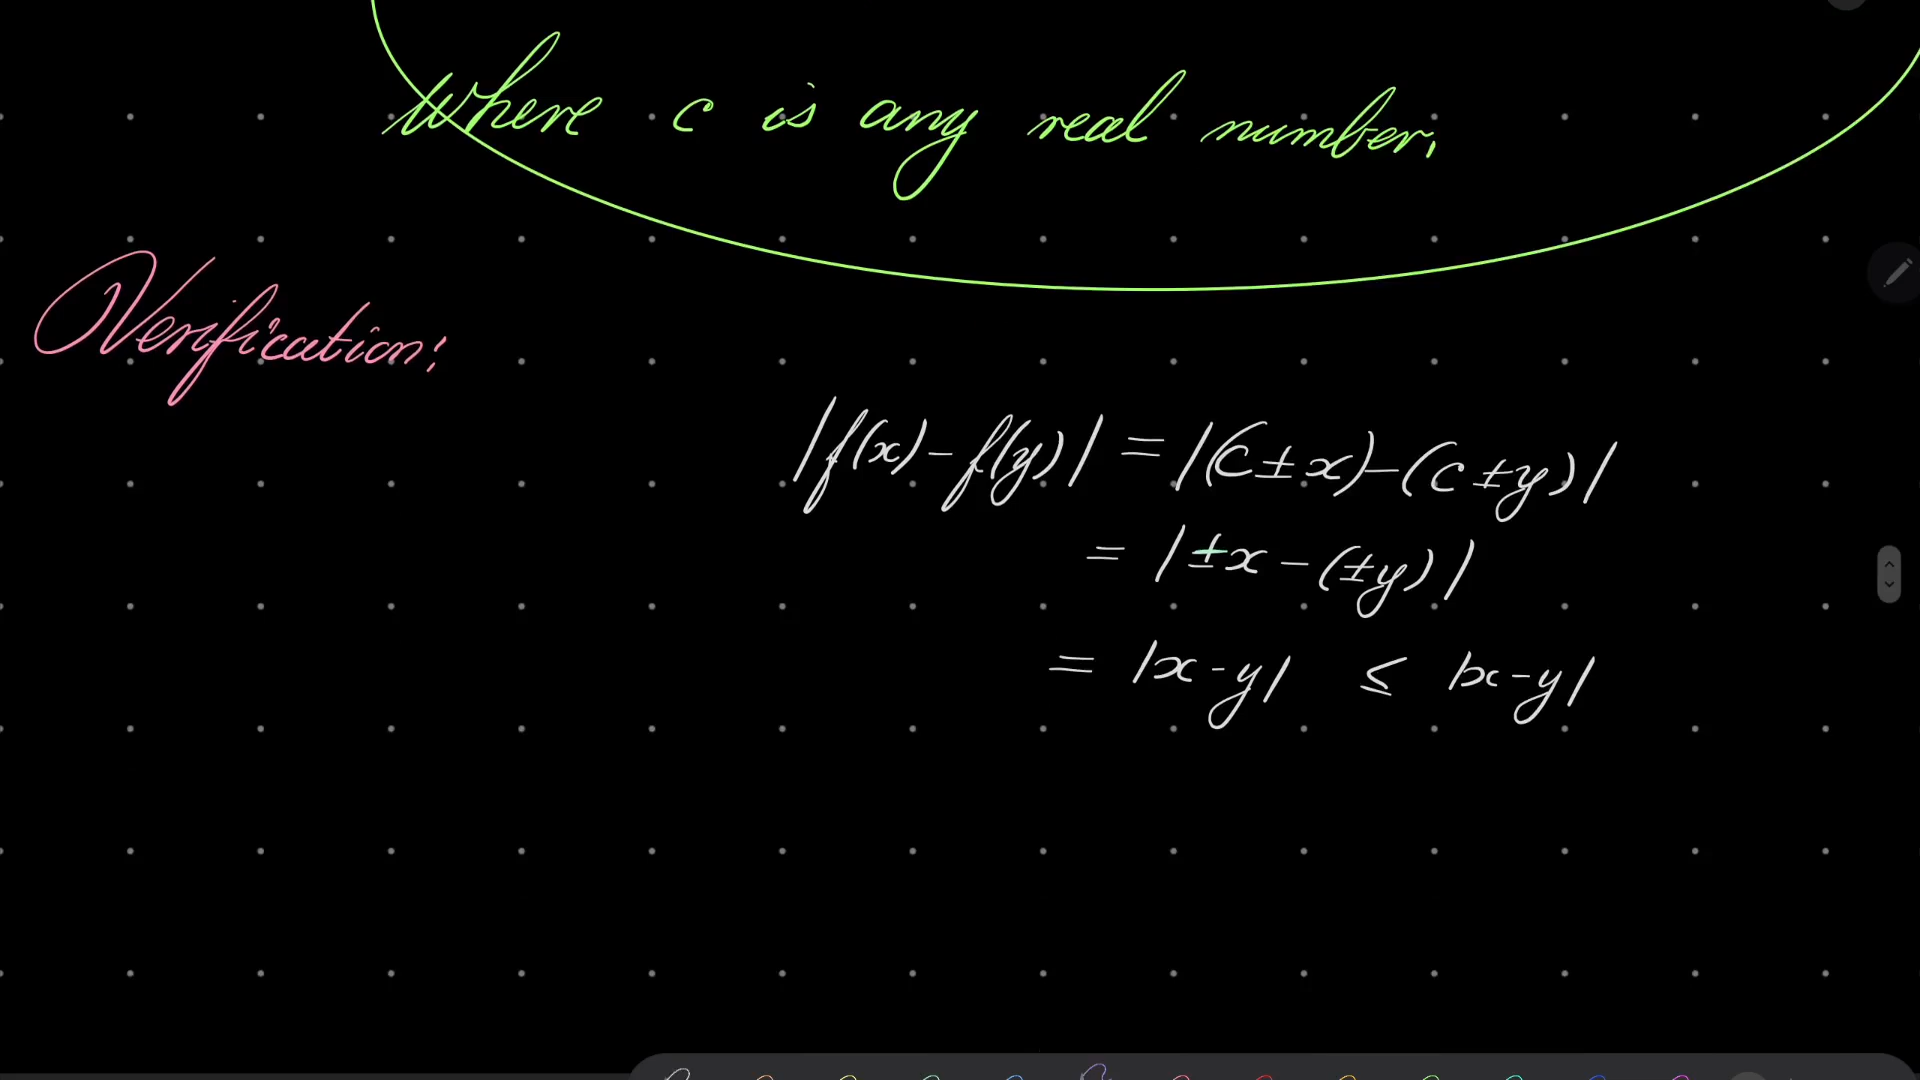 where c is any real number.
Verification:
|f(x)-f(y)| = |(c±x)-(c±y)|
= |±x-(±y)|
= |x-y| ≤ |x-y|